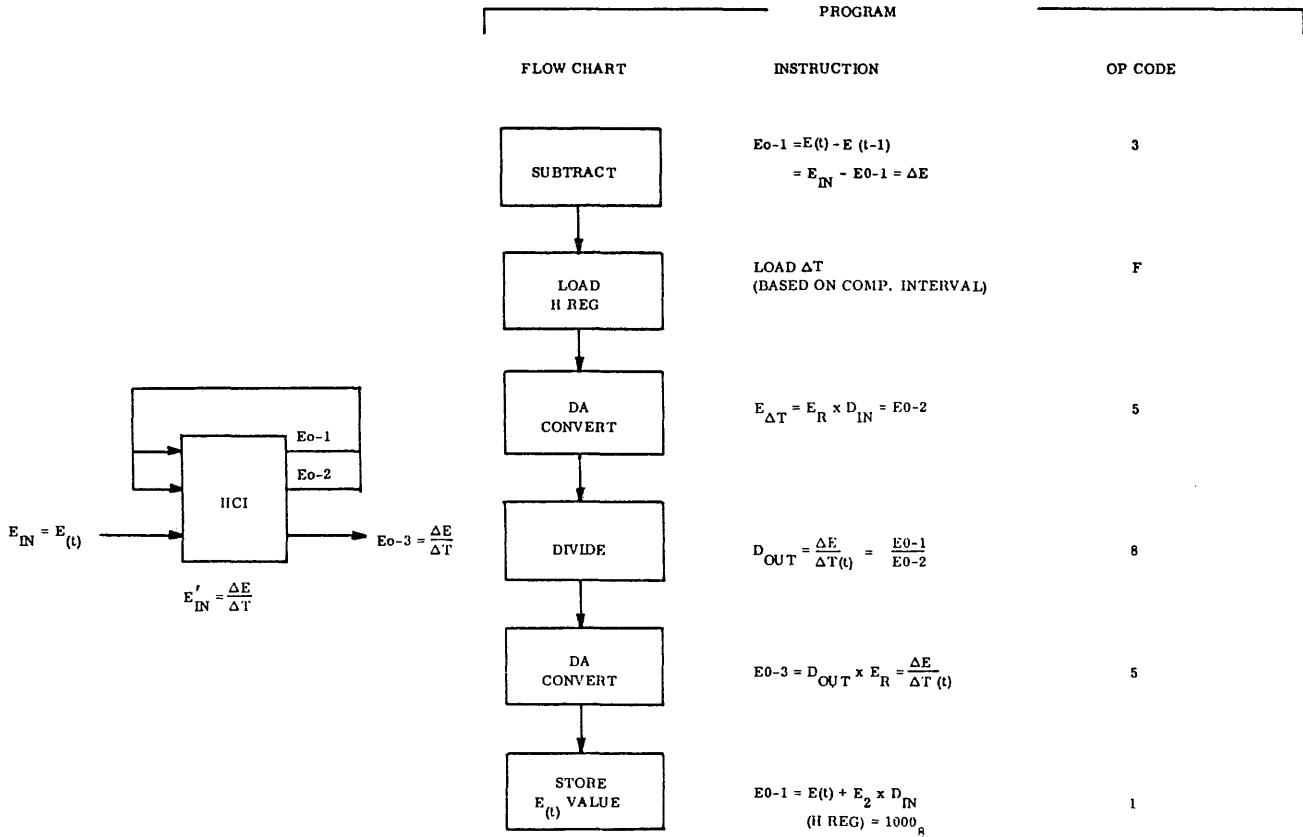 PROGRAM
FLOW CHART INSTRUCTION OP CODE
SUBTRACT
Eo-1 = E(t) - E (t-1)
= E_IN - E0-1 = ΔE
3
LOAD
H REG
LOAD ΔT
(BASED ON COMP. INTERVAL)
F
DA
CONVERT
E_ΔT = E_R x D_IN = E0-2
5
Eo-1
Eo-2
HCI
E_IN = E_(t)
Eo-3 = ΔE/ΔT
E'_IN = ΔE/ΔT
DIVIDE
D_OUT = ΔE/ΔT(t) = E0-1/E0-2
8
DA
CONVERT
E0-3 = D_OUT x E_R = ΔE/ΔT (t)
5
STORE
E_(t) VALUE
E0-1 = E(t) + E_2 x D_IN
(H REG) = 1000_8
1